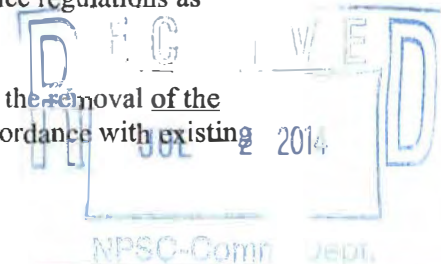 ce regulations as
the removal of the
ordance with existing
JUL 2 2014
NPSC-Comm Dept.